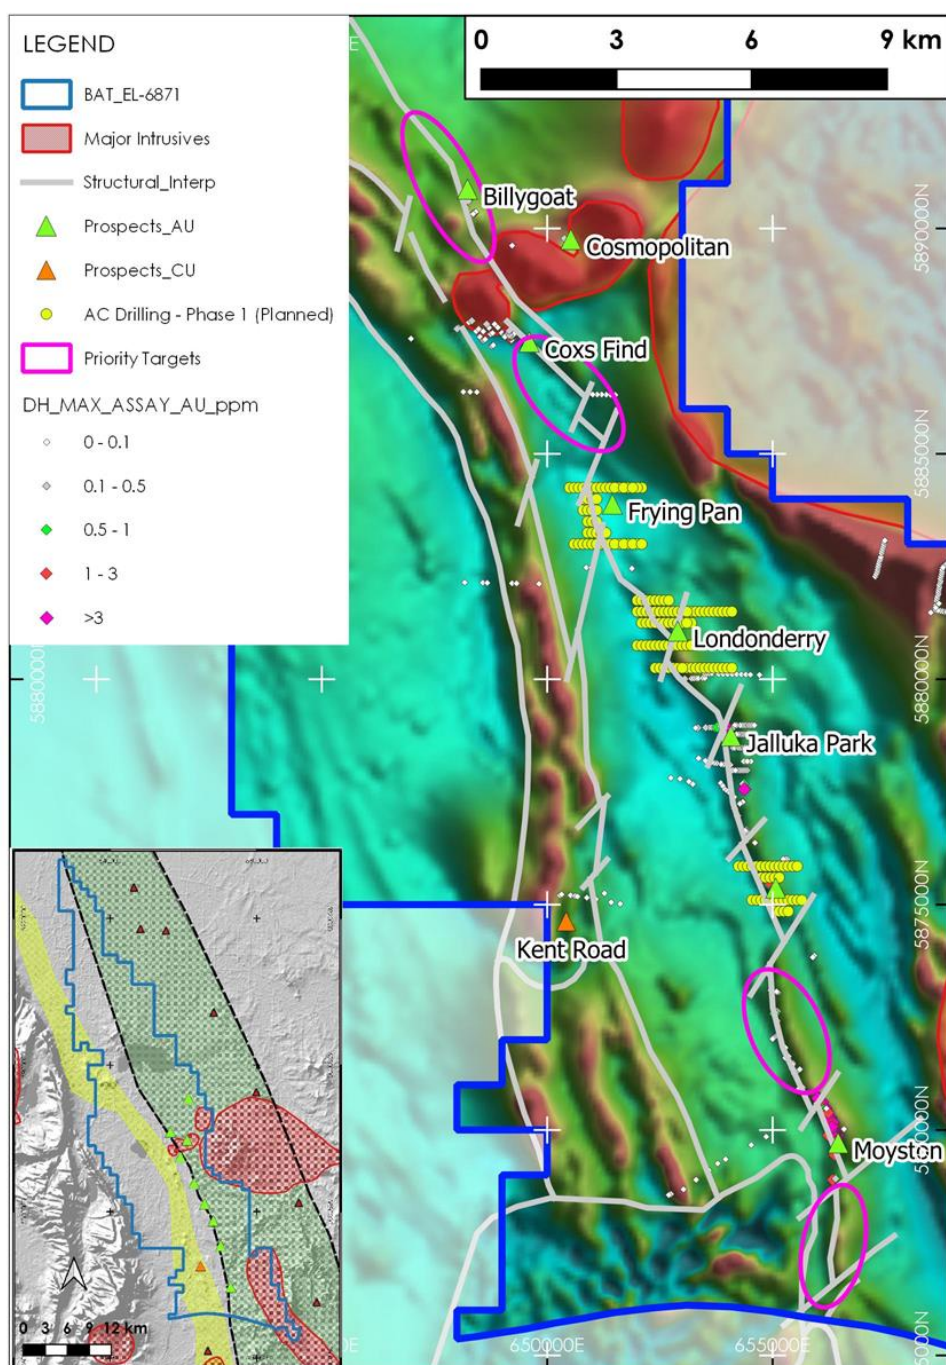 LEGEND
BAT_EL-6871
Major Intrusives
Structural_Interp
Prospects_AU
Prospects_CU
AC Drilling - Phase 1 (Planned)
Priority Targets
DH_MAX_ASSAY_AU_ppm
0 - 0.1
0.1 - 0.5
0.5 - 1
1 - 3
>3
0 3 6 9 km
E
Billygoat
Cosmopolitan
5890000N
Coxs Find
5885000N
Frying Pan
Londonderry
5880000N
5880000N
Jalluka Park
5875000N
Kent Road
Moyston
0000N
5000N
0 3 6 9 12 km
E
650000E
655000E